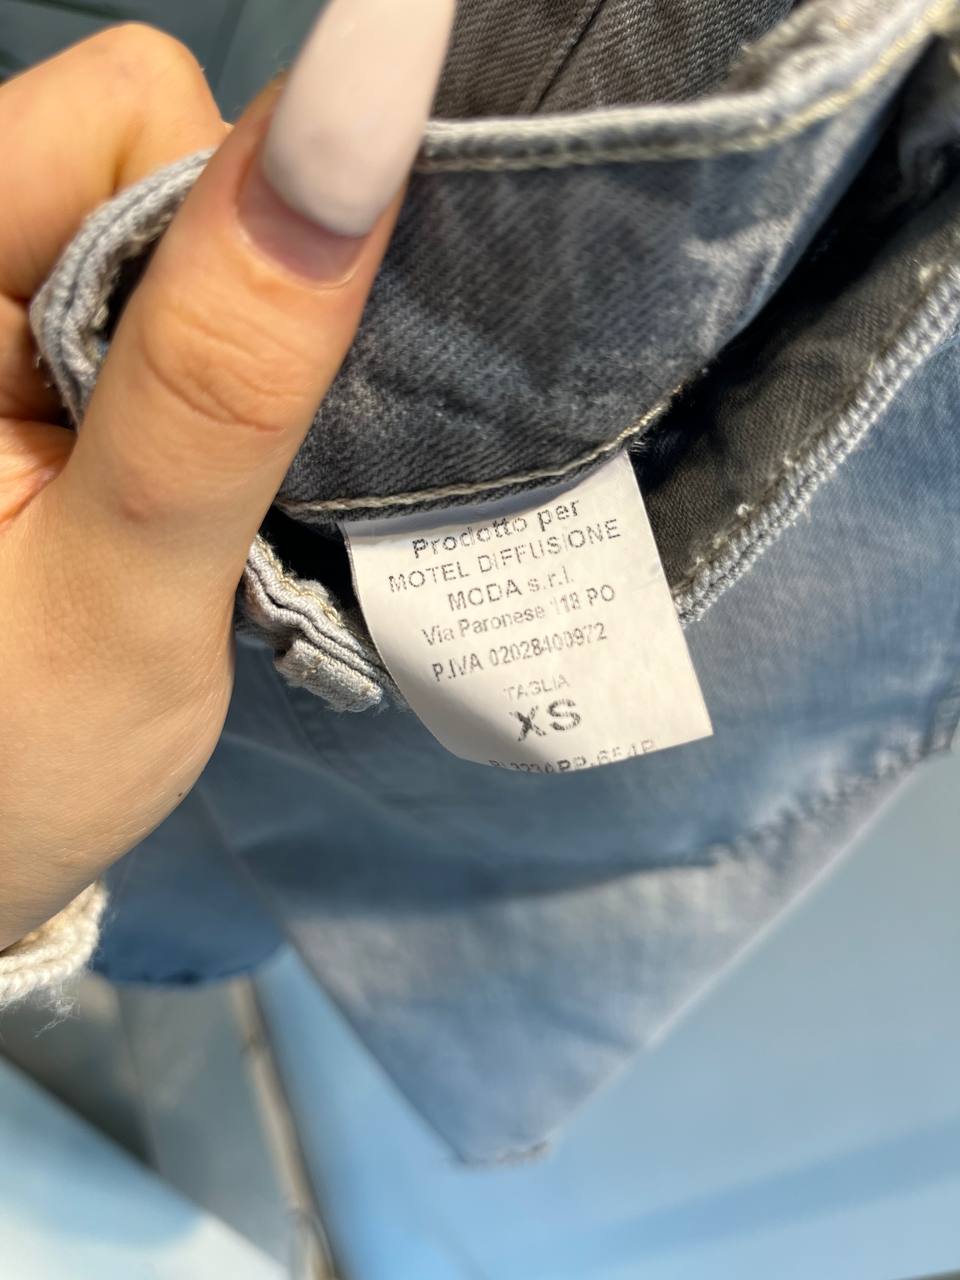 Prodotto per
MOTEL DIFFUSIONE
MODA s.r.l.
Via Paronese 118 PO
P.IVA 02028400972
TAGLIA
XS